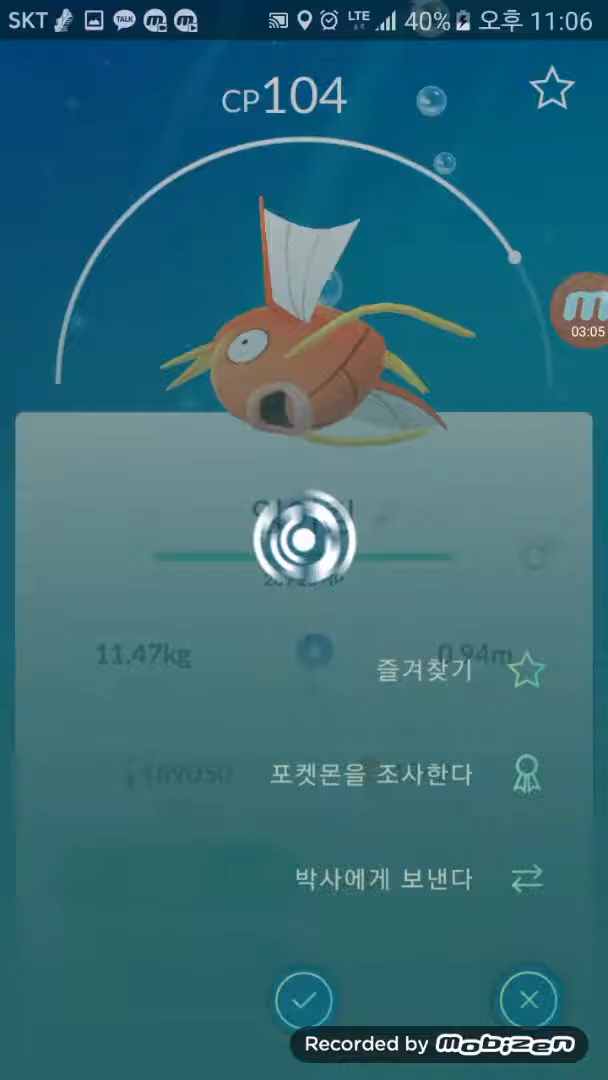 SKT TALK LTE 40% 오후 11:06
CP104
03:05
11.47kg
0.94m
즐겨찾기
포켓몬을 조사한다
박사에게 보낸다
Recorded by mobizen